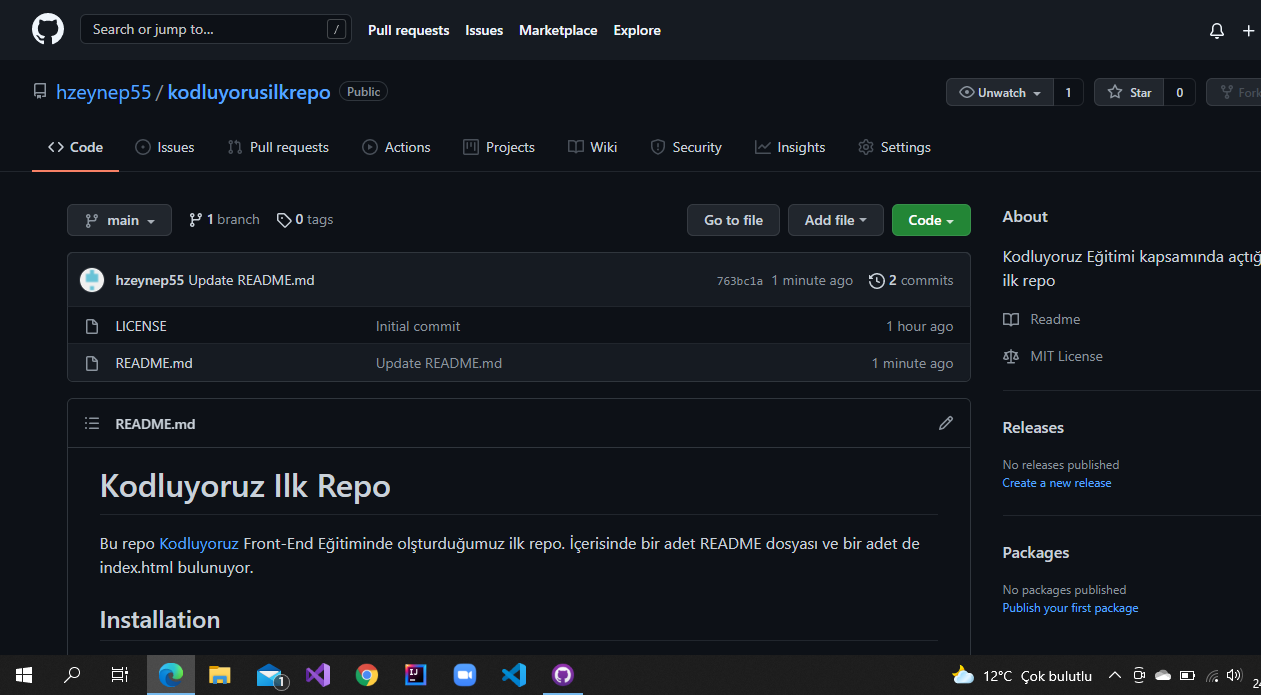 Search or jump to... /
Pull requests Issues Marketplace Explore
hzeynep55 / kodluyorusilkrepo Public
Unwatch 1 Star 0 Fork
Code Issues Pull requests Actions Projects Wiki Security Insights Settings
main 1 branch 0 tags Go to file Add file Code
hzeynep55 Update README.md 763bc1a 1 minute ago 2 commits
LICENSE Initial commit 1 hour ago
README.md Update README.md 1 minute ago
README.md
Kodluyoruz Ilk Repo
Bu repo Kodluyoruz Front-End Eğitiminde olşturduğumuz ilk repo. İçerisinde bir adet README dosyası ve bir adet de
index.html bulunuyor.
Installation
About
Kodluyoruz Eğitimi kapsamında açtığ
ilk repo
Readme
MIT License
Releases
No releases published
Create a new release
Packages
No packages published
Publish your first package
1 IJ 12°C Çok bulutlu